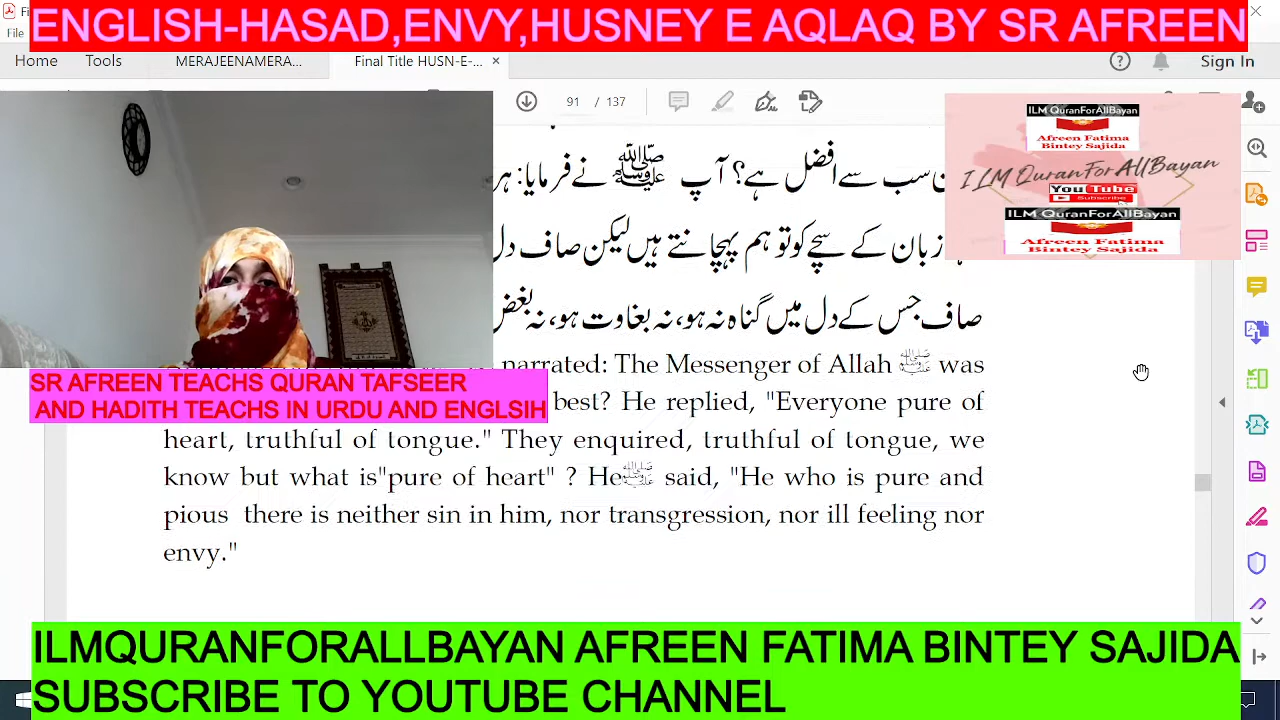 ENGLISH-HASAD,ENVY,HUSNEY E AQLAQ BY SR AFREEN
File
Home Tools MERAJEENAMERA... Final Title HUSN-E-... × Sign In
91 / 137
ILM QuranForAllBayan
Afreen Fatima
Bintey Sajida
ILM QuranForAllBayan
YouTube
Subscribe
ILM QuranForAllBayan
Afreen Fatima
Bintey Sajida
سب سے افضل ہے؟ آپ ﷺ نے فرمایا: ہر
زبان کے سچے کو تو ہم پہچانتے ہیں لیکن صاف دل
صاف جس کے دل میں گناہ نہ ہو، نہ بغاوت ہو، نہ بغض
narrated: The Messenger of Allah ﷺ was
SR AFREEN TEACHS QURAN TAFSEER
AND HADITH TEACHS IN URDU AND ENGLSIH
best? He replied, "Everyone pure of
heart, truthful of tongue." They enquired, truthful of tongue, we
know but what is"pure of heart" ? He ﷺ said, "He who is pure and
pious there is neither sin in him, nor transgression, nor ill feeling nor
envy."
ILMQURANFORALLBAYAN AFREEN FATIMA BINTEY SAJIDA
SUBSCRIBE TO YOUTUBE CHANNEL